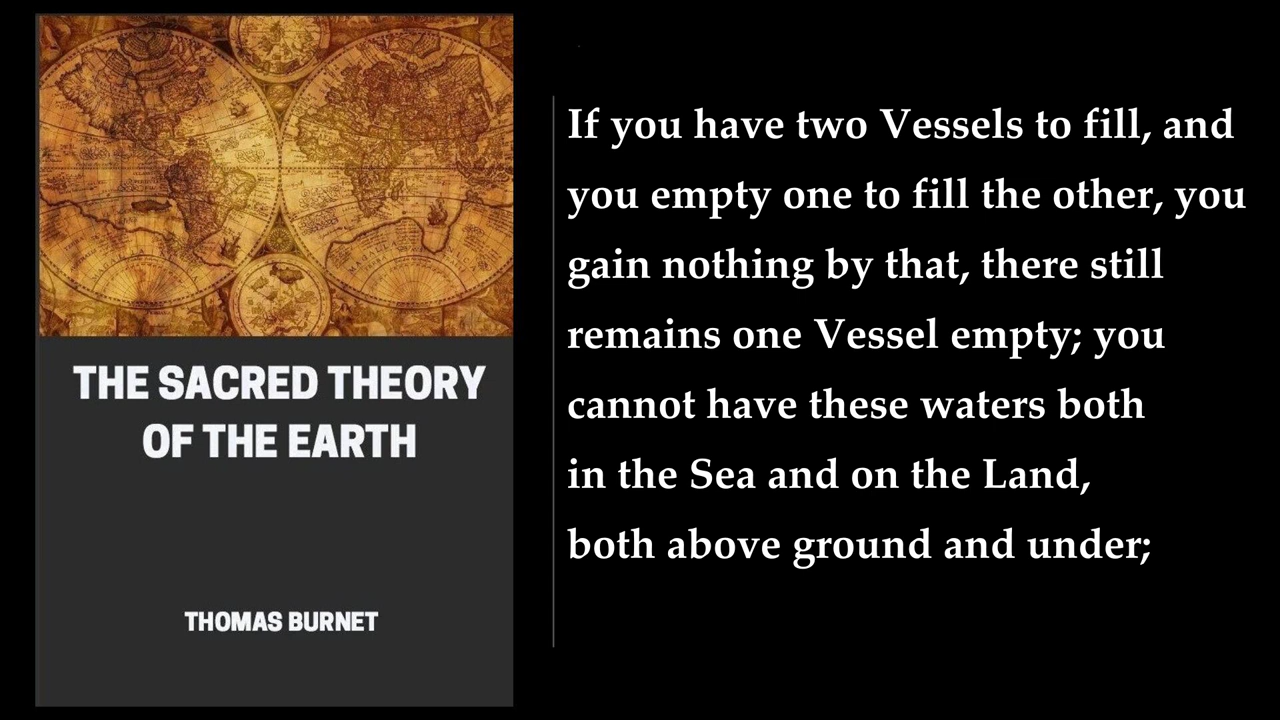 THE SACRED THEORY
OF THE EARTH
THOMAS BURNET
If you have two Vessels to fill, and
you empty one to fill the other, you
gain nothing by that, there still
remains one Vessel empty; you
cannot have these waters both
in the Sea and on the Land,
both above ground and under;